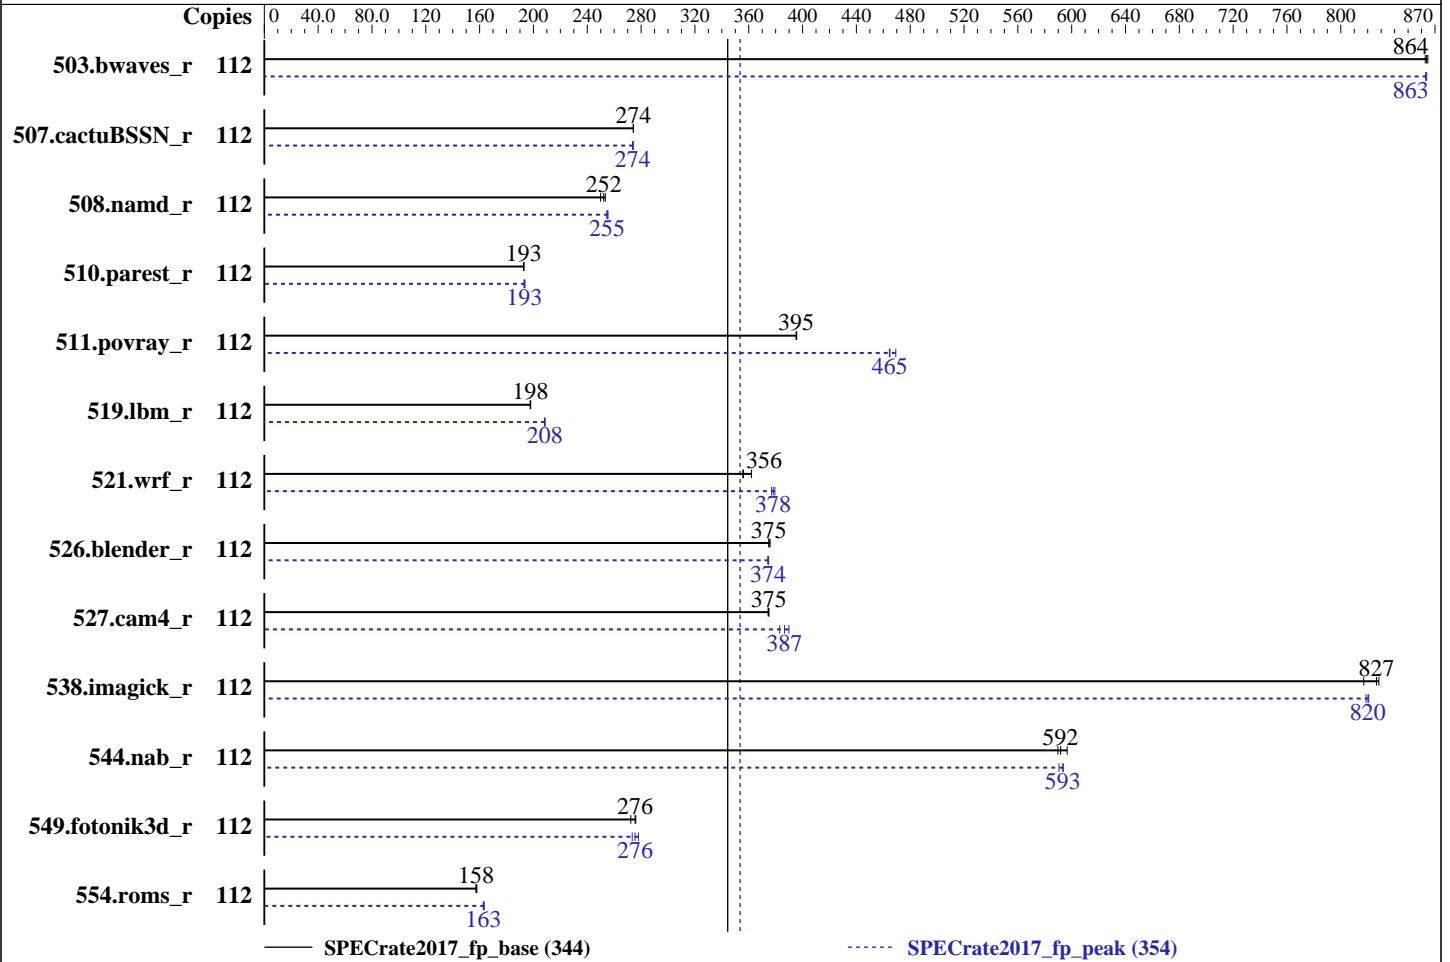 Copies 0 40.0 80.0 120 160 200 240 280 320 360 400 440 480 520 560 600 640 680 720 760 800 870
864
503.bwaves_r 112
863
274
507.cactuBSSN_r 112
274
252
508.namd_r 112
255
193
510.parest_r 112
193
395
511.povray_r 112
465
198
519.lbm_r 112
208
356
521.wrf_r 112
378
375
526.blender_r 112
374
375
527.cam4_r 112
387
827
538.imagick_r 112
820
592
544.nab_r 112
593
276
549.fotonik3d_r 112
276
158
554.roms_r 112
163
SPECrate2017_fp_base (344) SPECrate2017_fp_peak (354)